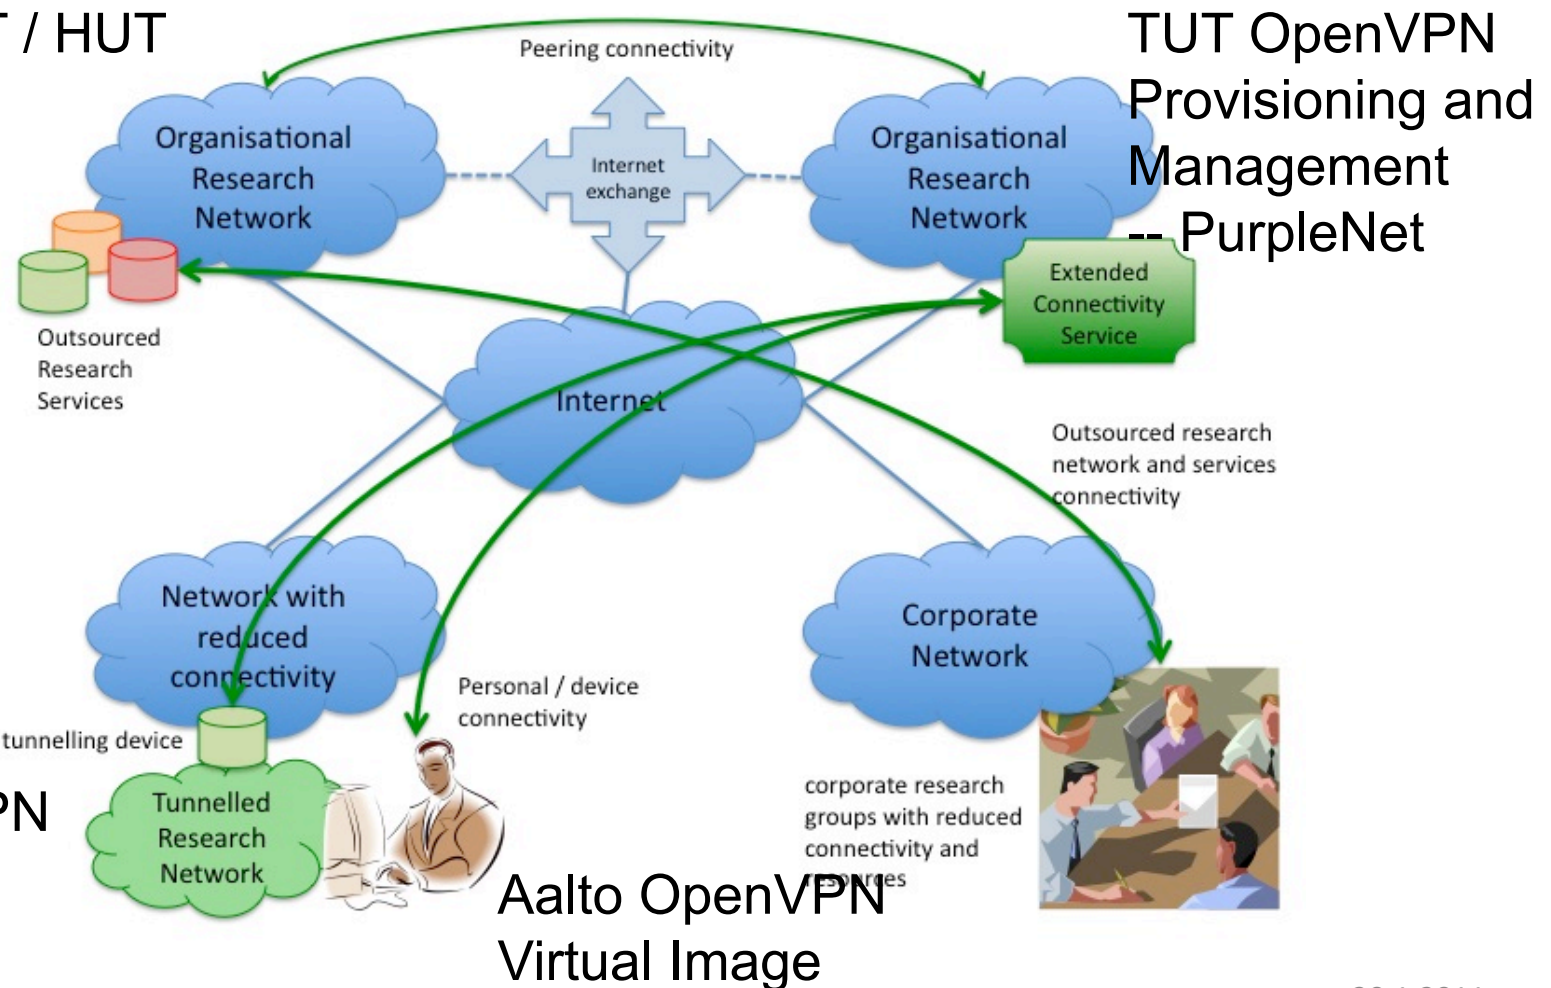 / HUT
Peering connectivity
TUT OpenVPN
Provisioning and
Management
-- PurpleNet
Organisational
Research
Network
Internet
exchange
Organisational
Research
Network
Extended
Connectivity
Service
Outsourced
Research
Services
Internet
Outsourced research
network and services
connectivity
Network with
reduced
connectivity
Corporate
Network
Personal / device
connectivity
tunnelling device
Tunnelled
Research
Network
corporate research
groups with reduced
connectivity and
resources
Aalto OpenVPN
Virtual Image